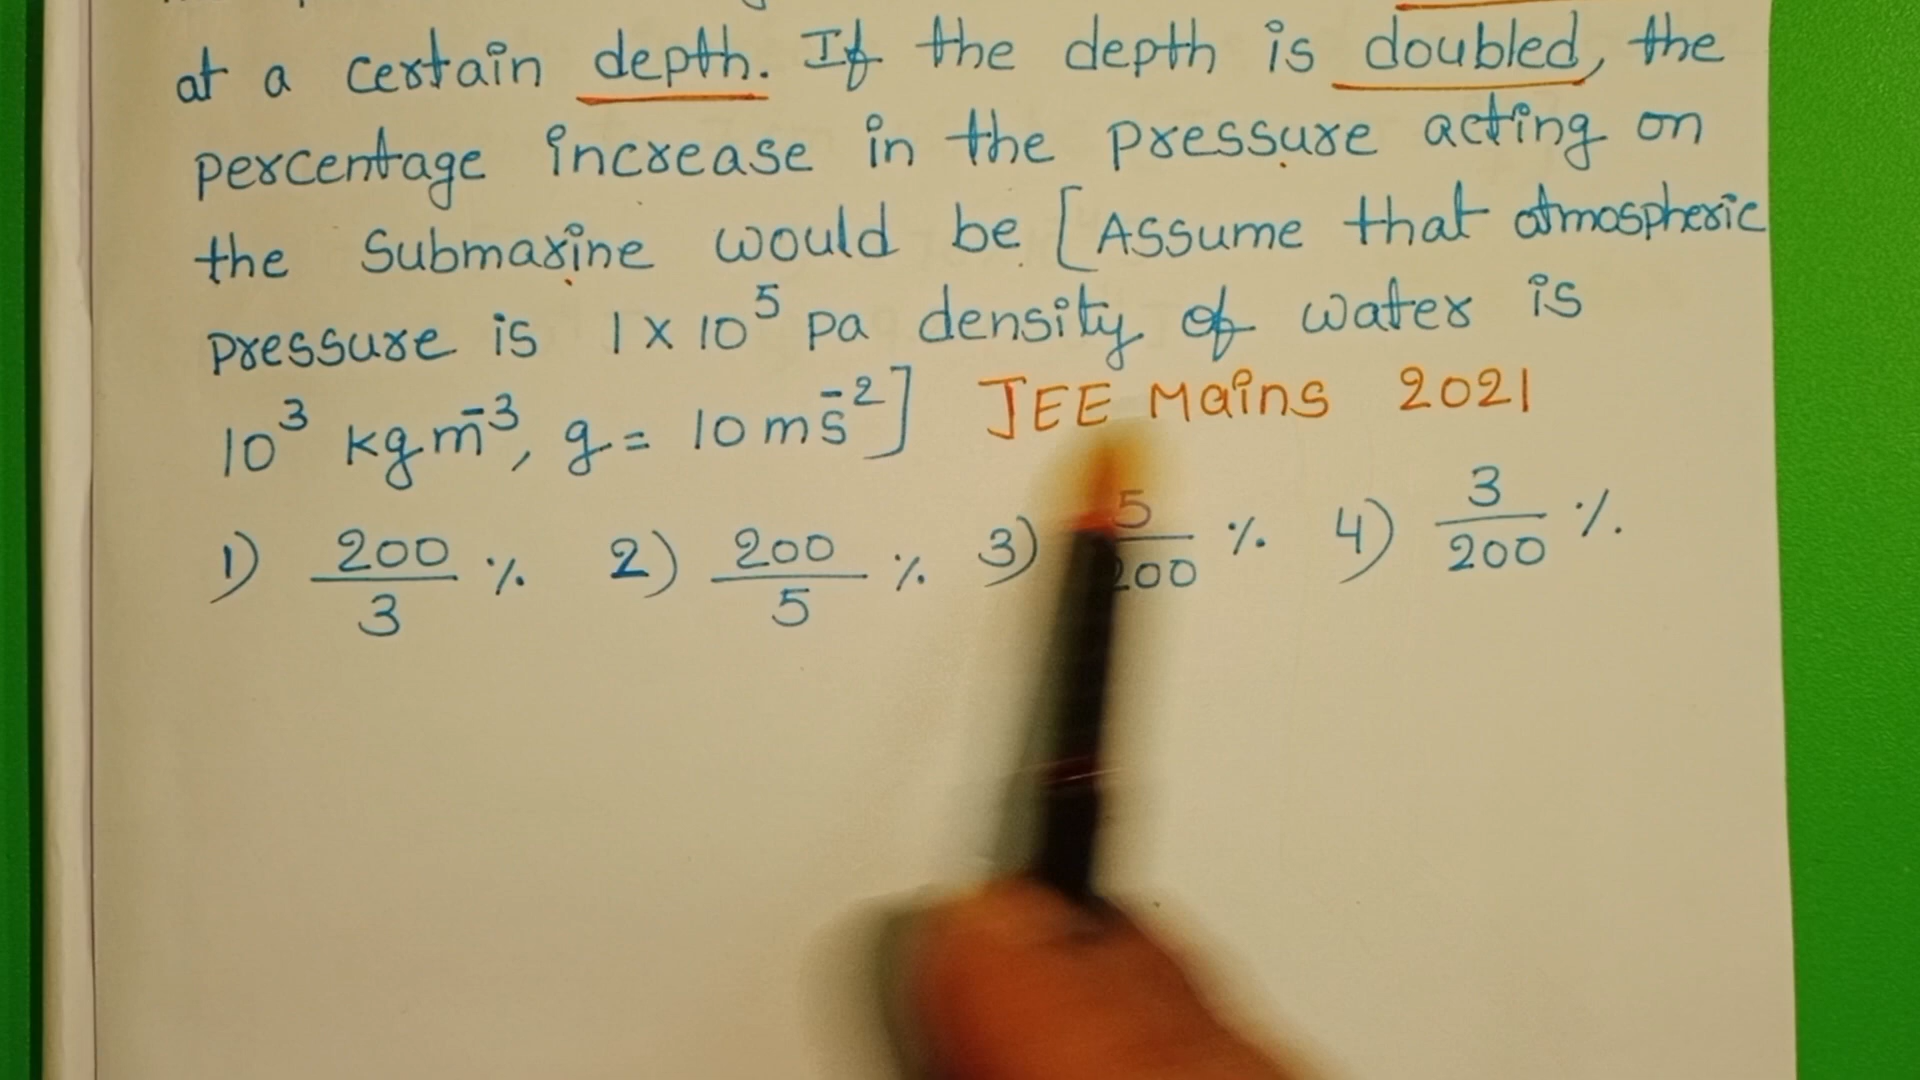 at a certain depth. If the depth is doubled, the
percentage increase in the pressure acting on
the submarine would be [Assume that atmospheric
pressure is 1 x 10⁵ pa density of water is
10³ kg m⁻³, g = 10 m s⁻²] JEE Mains 2021
1) 200/3 % 2) 200/5 % 3) 5/200 % 4) 3/200 %